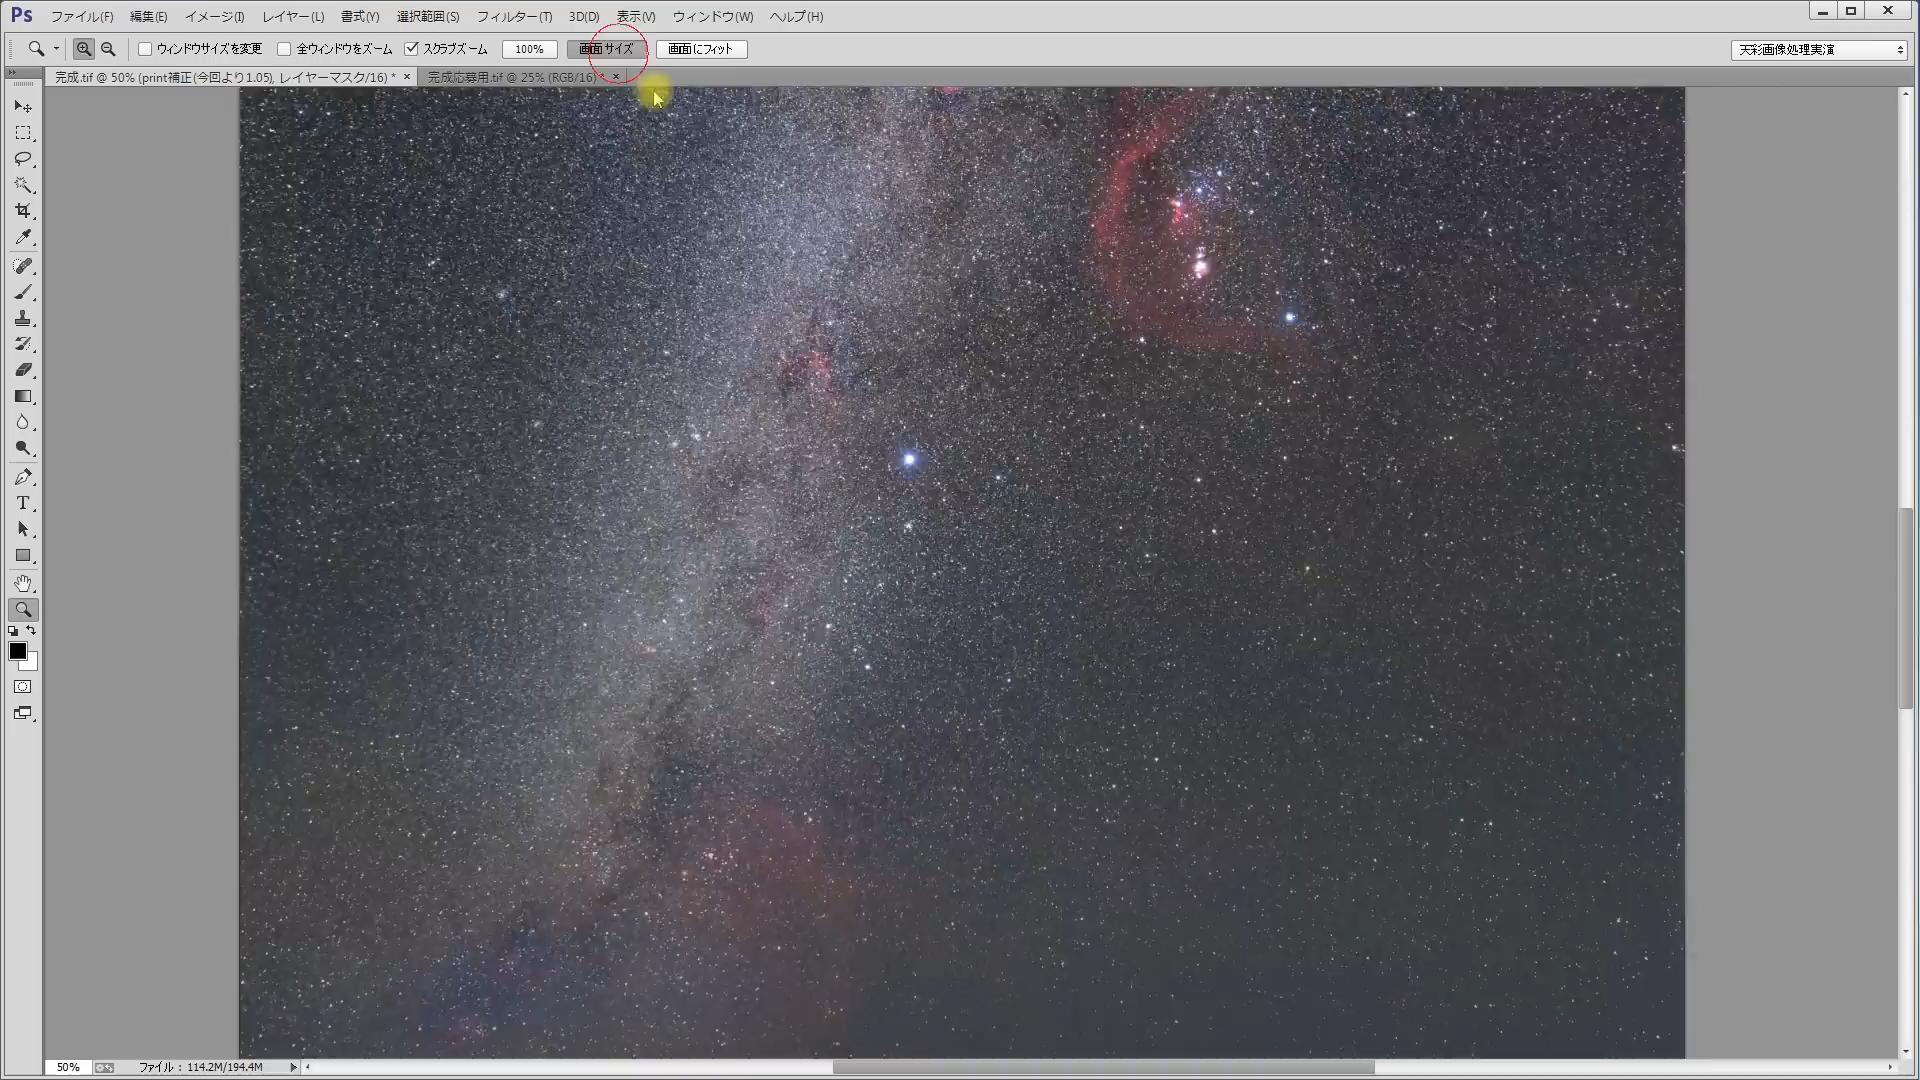 Ps ファイル(F) 編集(E) イメージ(I) レイヤー(L) 書式(Y) 選択範囲(S) フィルター(T) 3D(D) 表示(V) ウィンドウ(W) ヘルプ(H)
ウィンドウサイズを変更 全ウィンドウをズーム スクラブズーム 100% 画面サイズ 画面にフィット 天彩画像処理実演
完成.tif @ 50% (print補正(今回より1.05), レイヤーマスク/16) * × 完成応募用.tif @ 25% (RGB/16) * ×
T
50% ファイル : 114.2M/194.4M